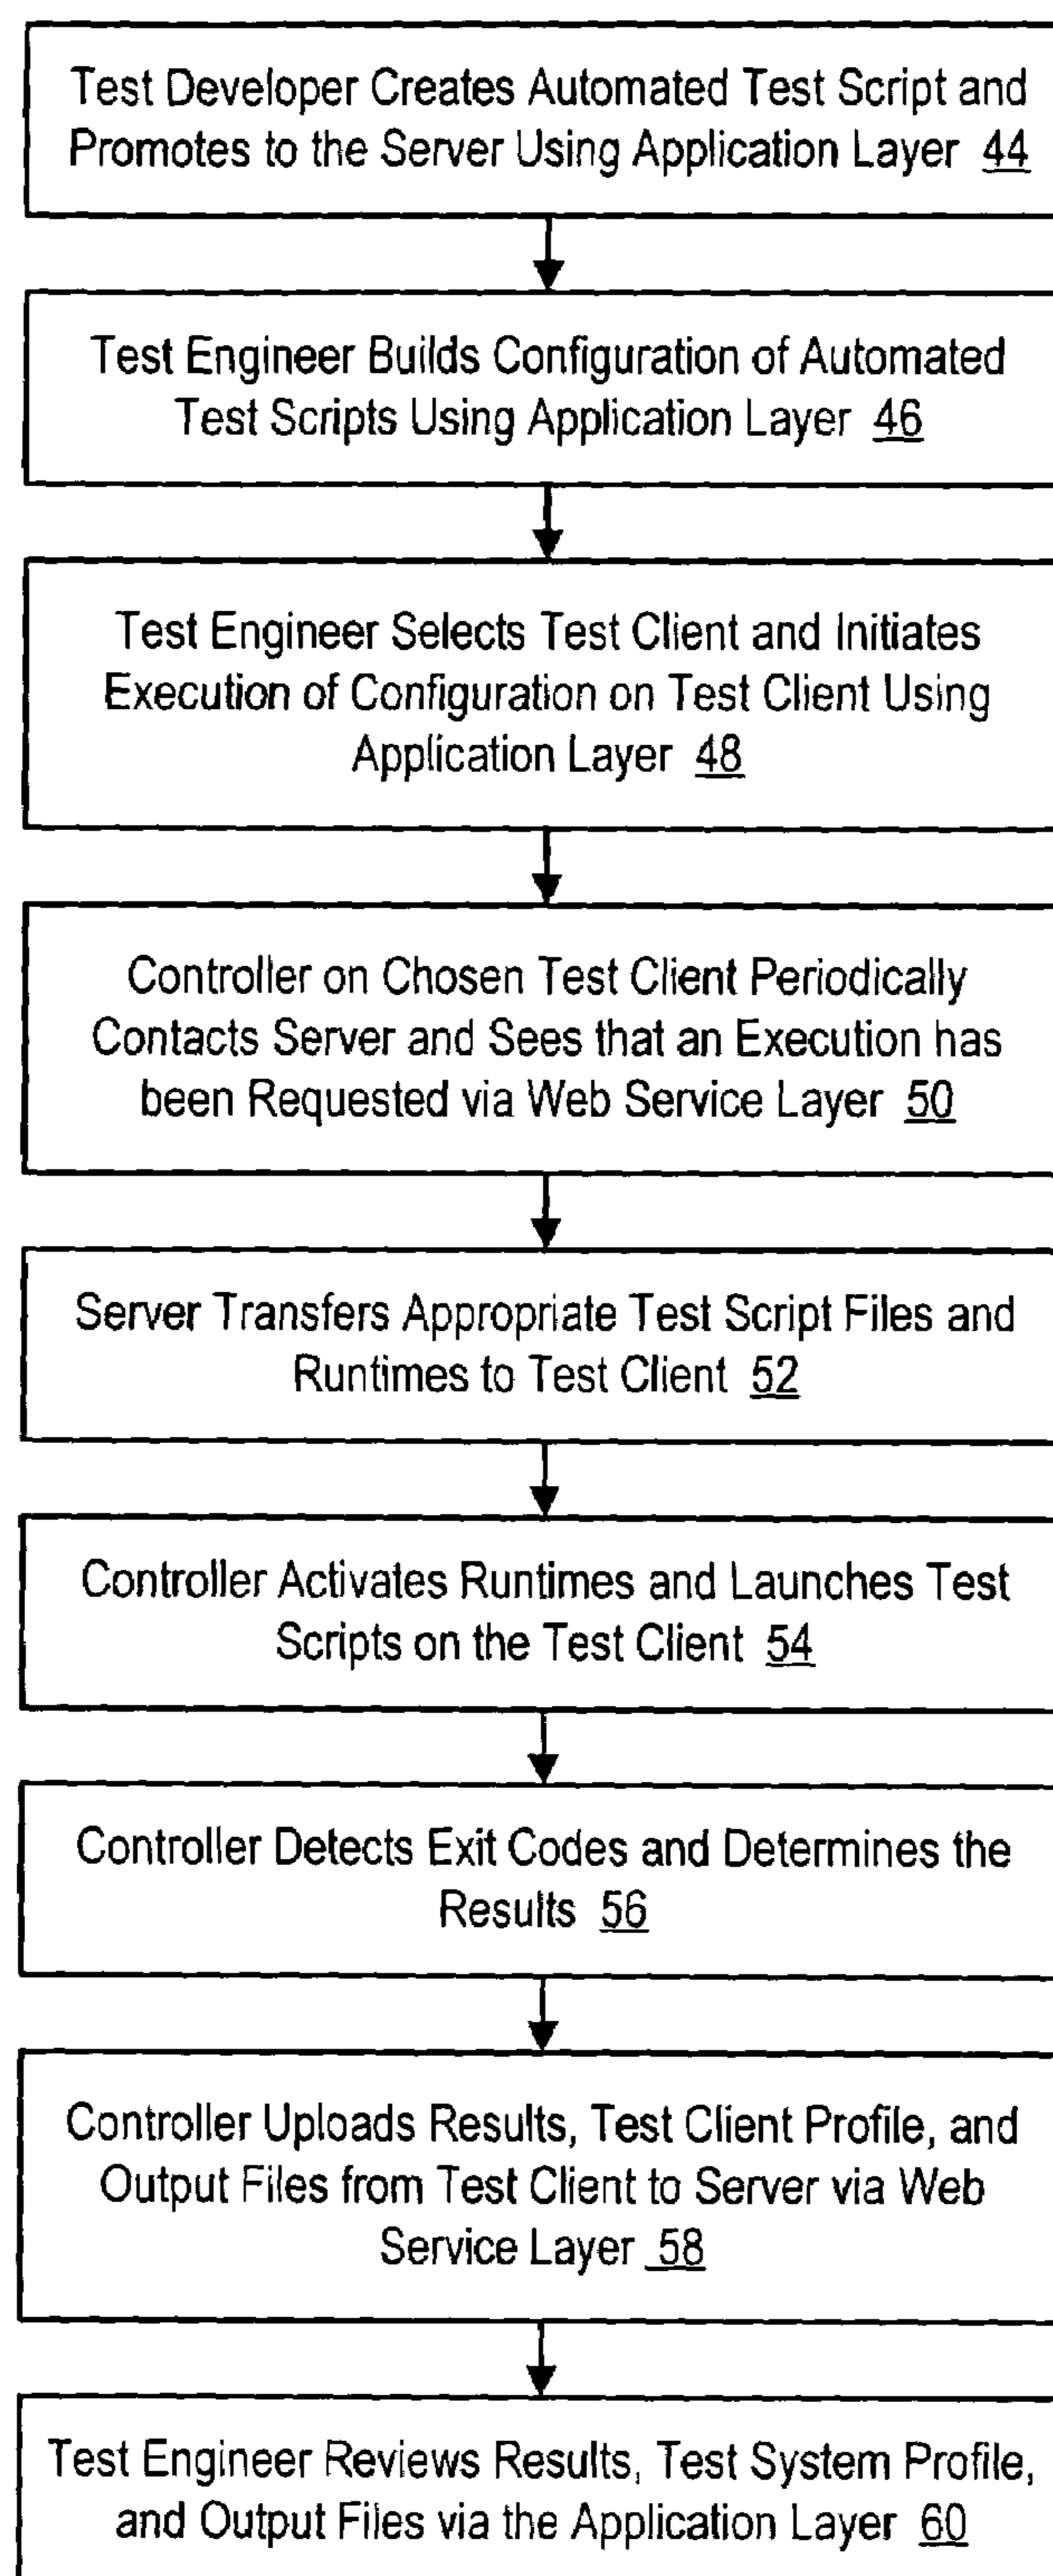 Test Developer Creates Automated Test Script and
Promotes to the Server Using Application Layer 44
Test Engineer Builds Configuration of Automated
Test Scripts Using Application Layer 46
Test Engineer Selects Test Client and Initiates
Execution of Configuration on Test Client Using
Application Layer 48
Controller on Chosen Test Client Periodically
Contacts Server and Sees that an Execution has
been Requested via Web Service Layer 50
Server Transfers Appropriate Test Script Files and
Runtimes to Test Client 52
Controller Activates Runtimes and Launches Test
Scripts on the Test Client 54
Controller Detects Exit Codes and Determines the
Results 56
Controller Uploads Results, Test Client Profile, and
Output Files from Test Client to Server via Web
Service Layer 58
Test Engineer Reviews Results, Test System Profile,
and Output Files via the Application Layer 60